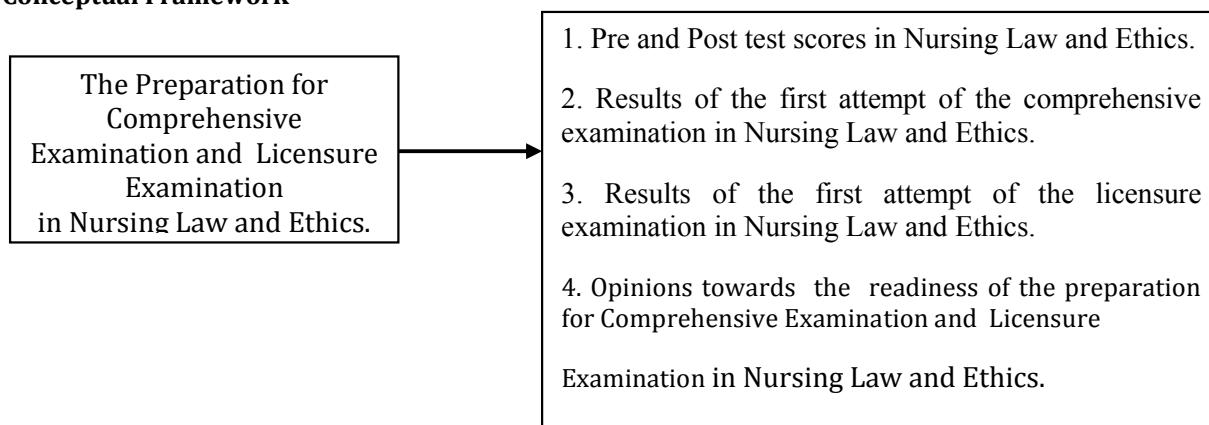 Conceptual Framework
The Preparation for
Comprehensive
Examination and Licensure
Examination
in Nursing Law and Ethics.
1. Pre and Post test scores in Nursing Law and Ethics.
2. Results of the first attempt of the comprehensive
examination in Nursing Law and Ethics.
3. Results of the first attempt of the licensure
examination in Nursing Law and Ethics.
4. Opinions towards the readiness of the preparation
for Comprehensive Examination and Licensure
Examination in Nursing Law and Ethics.